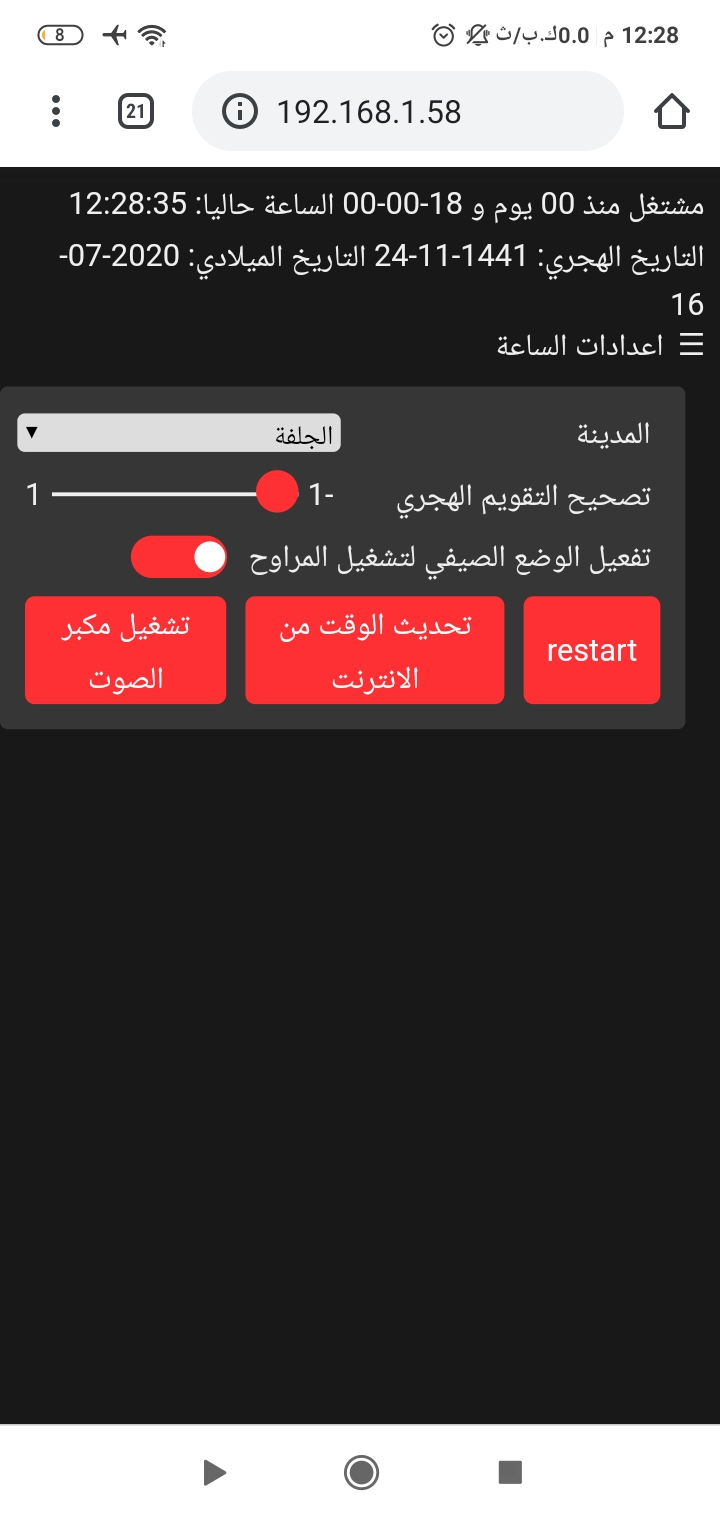 12:28 م 0.0ك.ب/ث 8
192.168.1.58 21
مشتغل منذ 00 يوم و 18-00-00 الساعة حاليا: 12:28:35
التاريخ الهجري: 1441-11-24 التاريخ الميلادي: 2020-07-
16
☰ اعدادات الساعة
المدينة الجلفة
تصحيح التقويم الهجري -1 1
تفعيل الوضع الصيفي لتشغيل المراوح
restart
تحديث الوقت من
الانترنت
تشغيل مكبر
الصوت